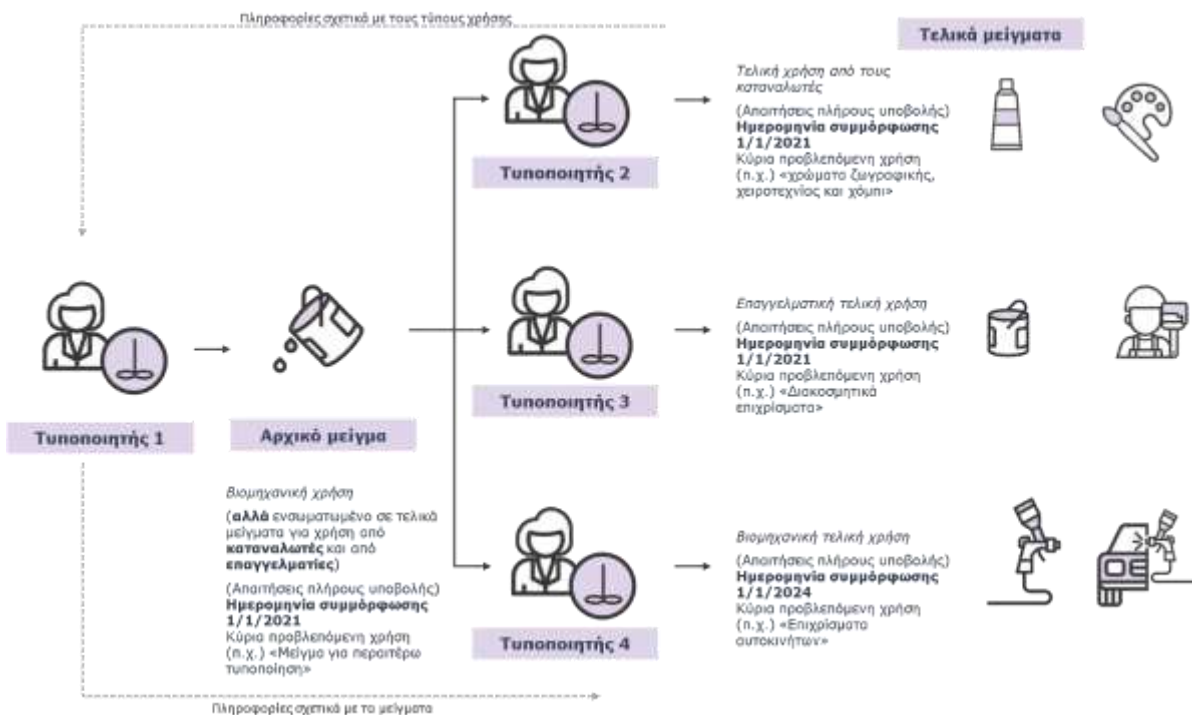 Πληροφορίες σχετικά με τους τύπους χρήσης
Τελικά μείγματα
Τελική χρήση από τους
καταναλωτές
(Απαιτήσεις πλήρους υποβολής)
Ημερομηνία συμμόρφωσης
1/1/2021
Κύρια προβλεπόμενη χρήση
(π.χ.) «χρώματα ζωγραφικής,
χειροτεχνίας και χόμπι»
Τυποποιητής 2
Επαγγελματική τελική χρήση
(Απαιτήσεις πλήρους υποβολής)
Ημερομηνία συμμόρφωσης
1/1/2021
Κύρια προβλεπόμενη χρήση
(π.χ.) «Διακοσμητικά
επιχρίσματα»
Τυποποιητής 3
Τυποποιητής 1
Αρχικό μείγμα
Βιομηχανική χρήση
(αλλά ενσωματωμένο σε τελικά
μείγματα για χρήση από
καταναλωτές και από
επαγγελματίες)
(Απαιτήσεις πλήρους υποβολής)
Ημερομηνία συμμόρφωσης
1/1/2021
Κύρια προβλεπόμενη χρήση
(π.χ.) «Μείγμα για περαιτέρω
τυποποίηση»
Βιομηχανική τελική χρήση
(Απαιτήσεις πλήρους υποβολής)
Ημερομηνία συμμόρφωσης
1/1/2024
Κύρια προβλεπόμενη χρήση
(π.χ.) «Επιχρίσματα
αυτοκινήτων»
Τυποποιητής 4
Πληροφορίες σχετικά με τα μείγματα